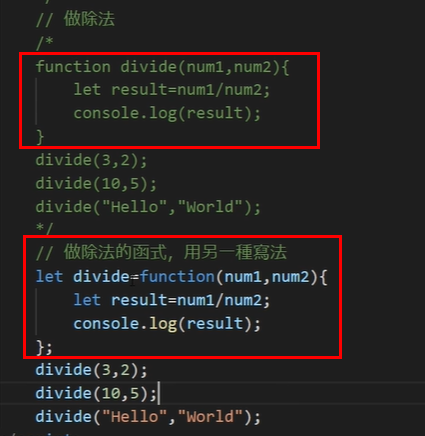 */
// 做除法
/*
function divide(num1,num2){
    let result=num1/num2;
    console.log(result);
}
divide(3,2);
divide(10,5);
divide("Hello","World");
*/
// 做除法的函式, 用另一種寫法
let divide=function(num1,num2){
    let result=num1/num2;
    console.log(result);
};
divide(3,2);
divide(10,5);
divide("Hello","World");